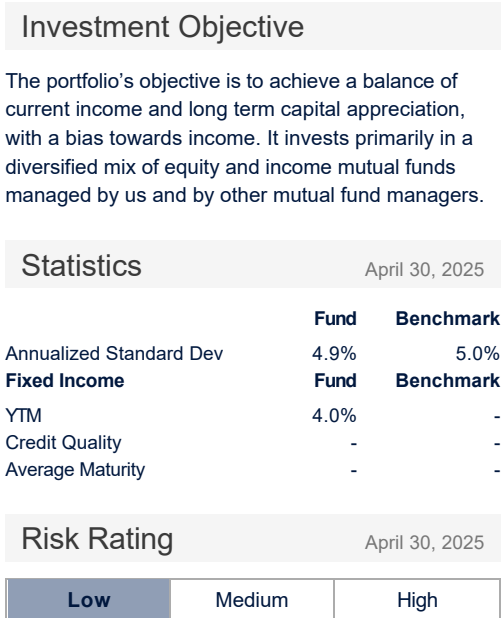 Investment Objective
The portfolio's objective is to achieve a balance of
current income and long term capital appreciation,
with a bias towards income. It invests primarily in a
diversified mix of equity and income mutual funds
managed by us and by other mutual fund managers.
Statistics April 30, 2025
Fund Benchmark
Annualized Standard Dev 4.9% 5.0%
Fixed Income Fund Benchmark
YTM 4.0% -
Credit Quality - -
Average Maturity - -
Risk Rating April 30, 2025
Low Medium High